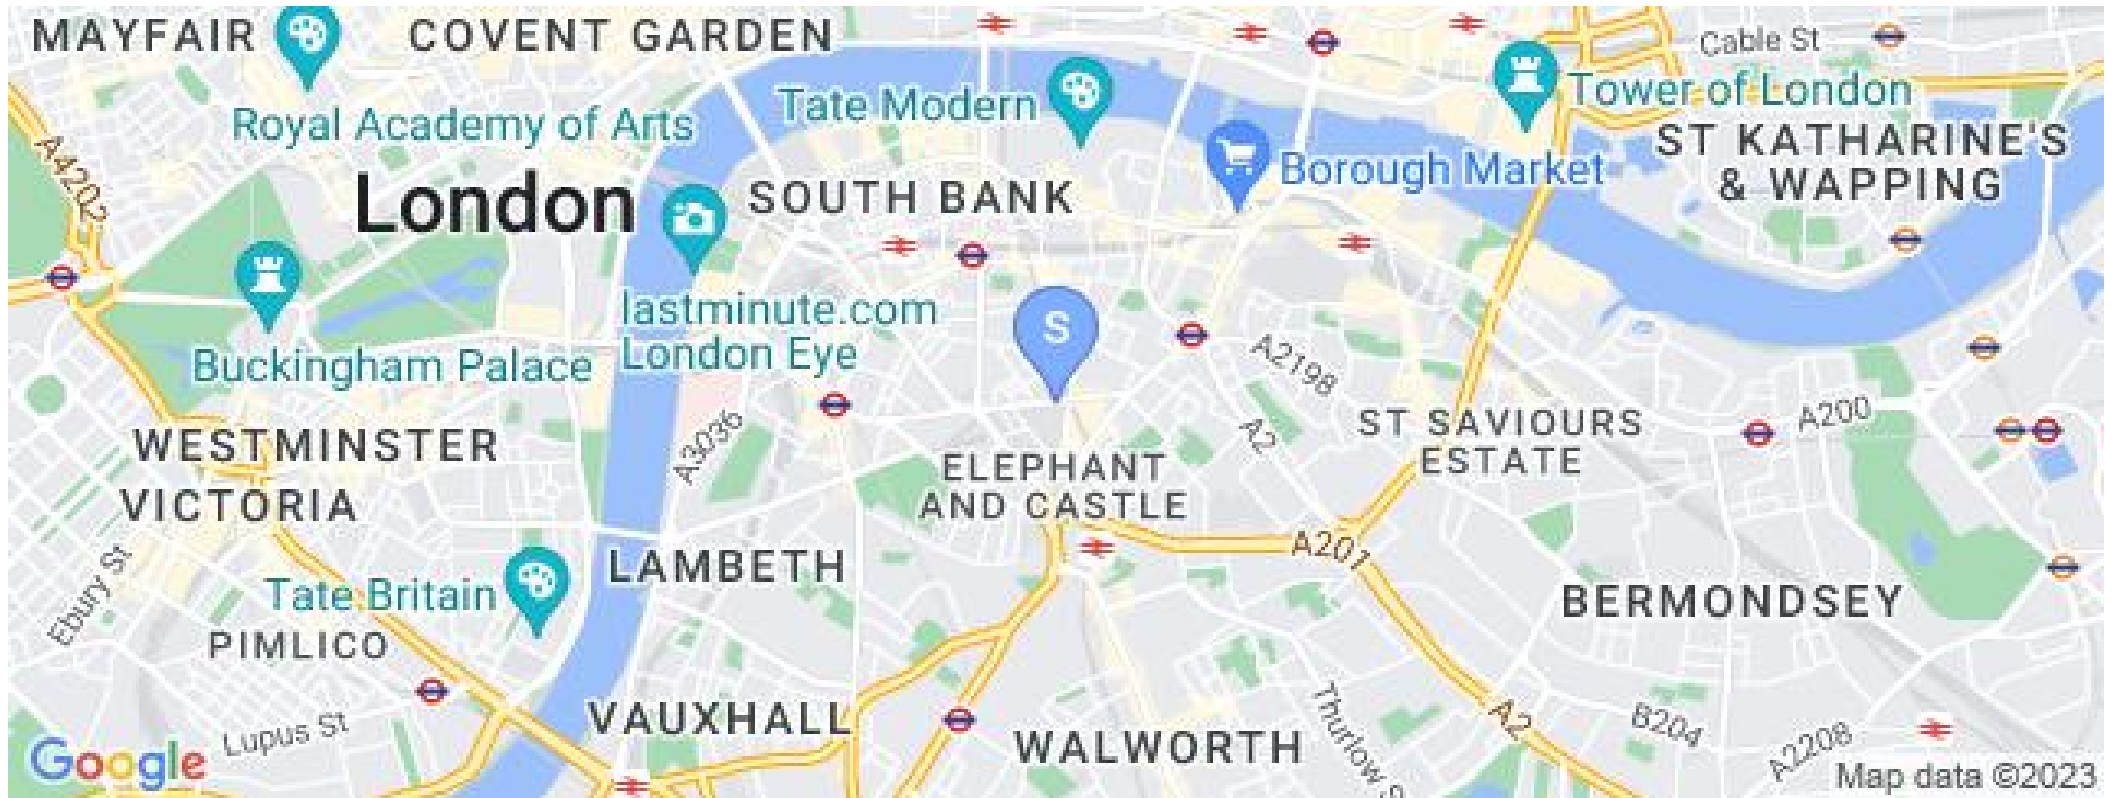 MAYFAIR
COVENT GARDEN
Cable St
Royal Academy of Arts
Tate Modern
Tower of London
A4202
London
SOUTH BANK
Borough Market
ST KATHARINE'S
& WAPPING
Buckingham Palace
lastminute.com
London Eye
S
A2198
WESTMINSTER
A3036
A2
ST SAVIOURS
ESTATE
A200
VICTORIA
ELEPHANT
AND CASTLE
Ebury St
Tate Britain
LAMBETH
A201
BERMONDSEY
PIMLICO
Lupus St
VAUXHALL
WALWORTH
A2
B204
A2208
Google
Map data ©2023